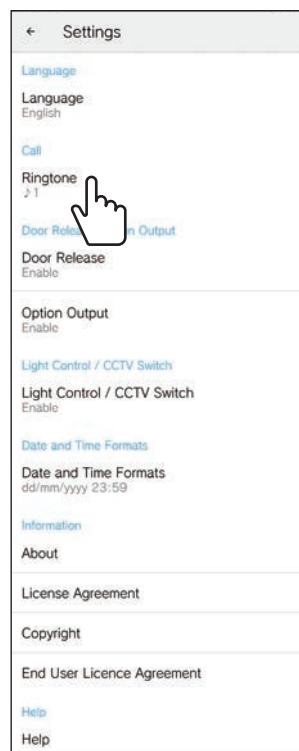 ← Settings
Language
Language
English
Call
Ringtone
♪1
Door Release Output
Door Release
Enable
Option Output
Enable
Light Control / CCTV Switch
Light Control / CCTV Switch
Enable
Date and Time Formats
Date and Time Formats
dd/mm/yyyy 23:59
Information
About
License Agreement
Copyright
End User Licence Agreement
Help
Help